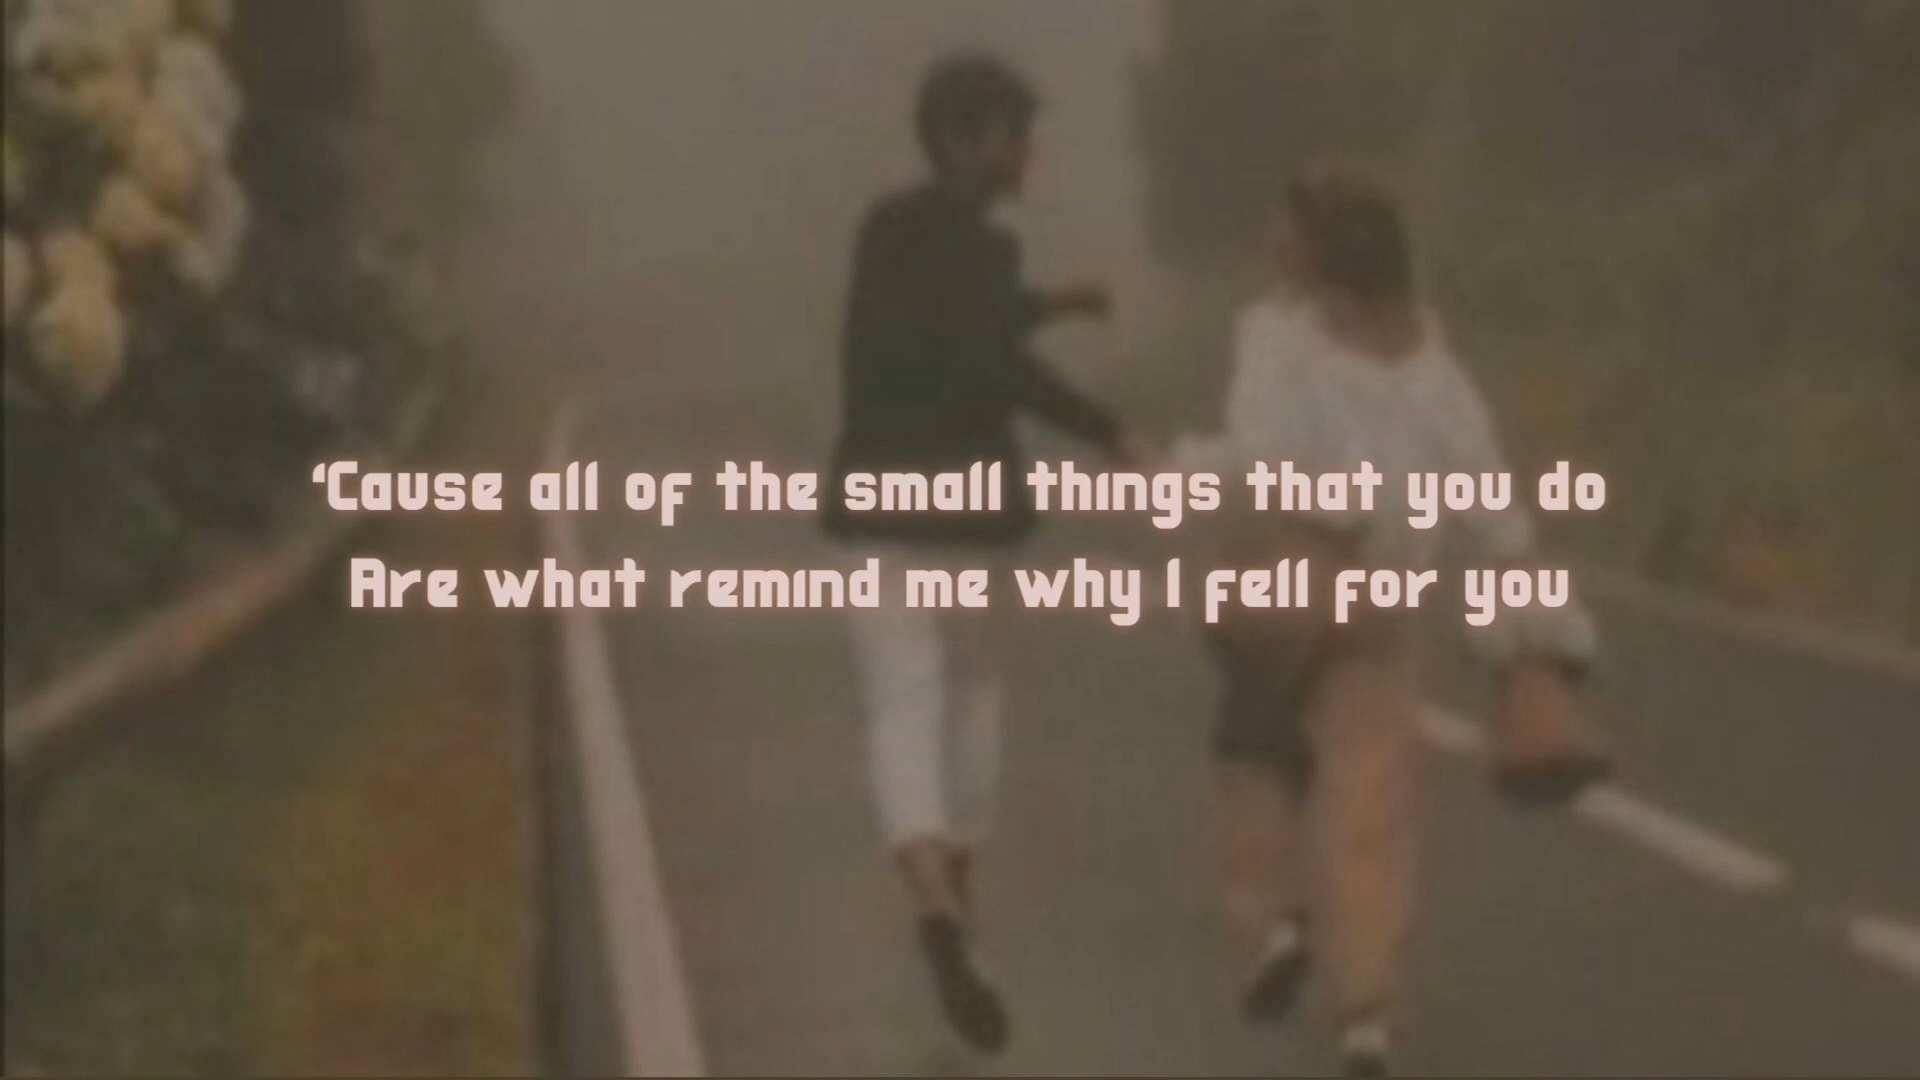 ‘Cause all of the small things that you do
Are what remind me why I fell for you